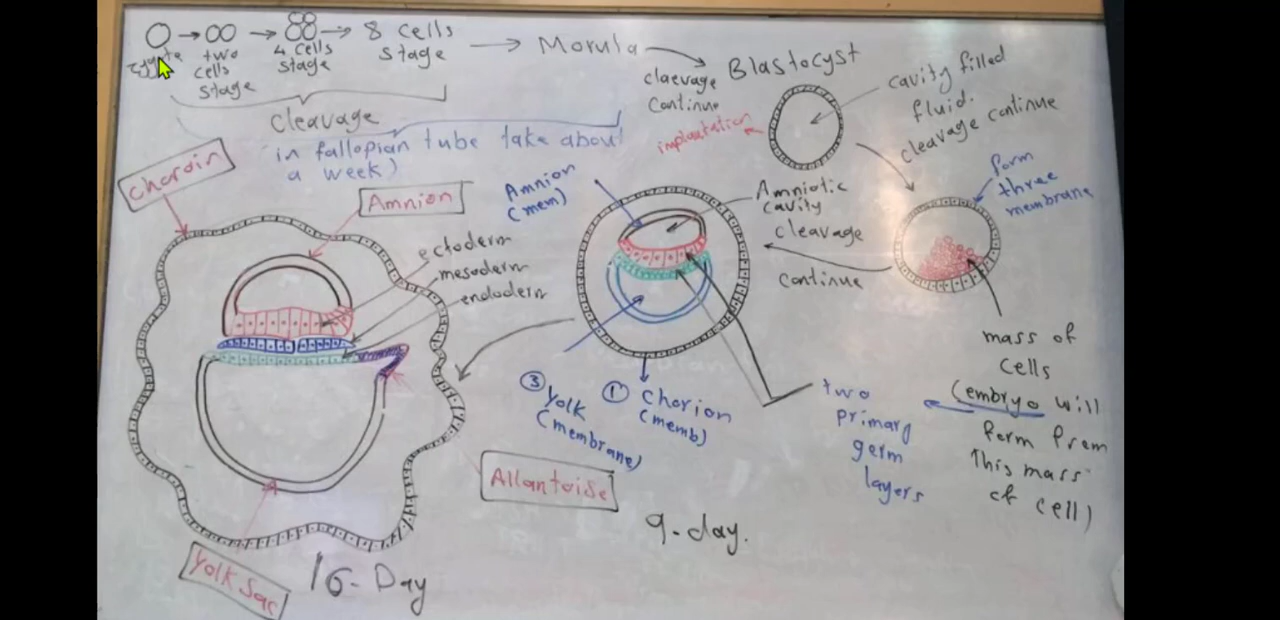 zygote
two
cells
stage
4 cells
stage
8 cells
stage
Morula
claevage
continue
Blastocyst
cavity filled
fluid.
cleavage continue
implantation
cleavage
in fallopian tube take about
a week)
form
three
membrane
Chordin
Amnion
ectoderm
mesoderm
endoderm
Amnion
(mem)
Amniotic
cavity
cleavage
continue
mass of
cells
(embryo will
form from
This mass
of cell)
two
primary
germ
layers
① Chorion
(memb)
③ yolk
(membrane)
Allantoise
Yolk Sac
16-Day
9-day.